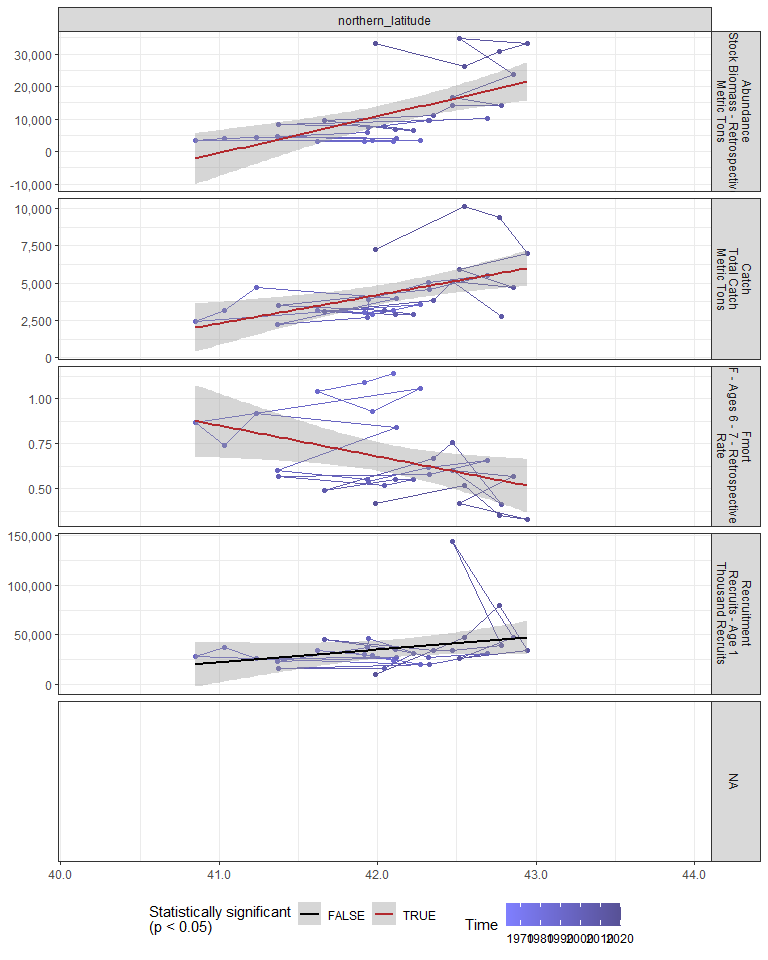 northern_latitude
30,000
20,000
10,000
0
-10,000
Abundance
Stock Biomass - Retrospectiv
Metric Tons
10,000
7,500
5,000
2,500
0
Catch
Total Catch
Metric Tons
1.00
0.75
0.50
Fmort
F - Ages 6 - 7 - Retrospective
Rate
150,000
100,000
50,000
0
Recruitment
Recruits - Age 1
Thousand Recruits
NA
40.0 41.0 42.0 43.0 44.0
Statistically significant
(p < 0.05)
FALSE TRUE
Time
1970 1980 1990 2000 2010 2020